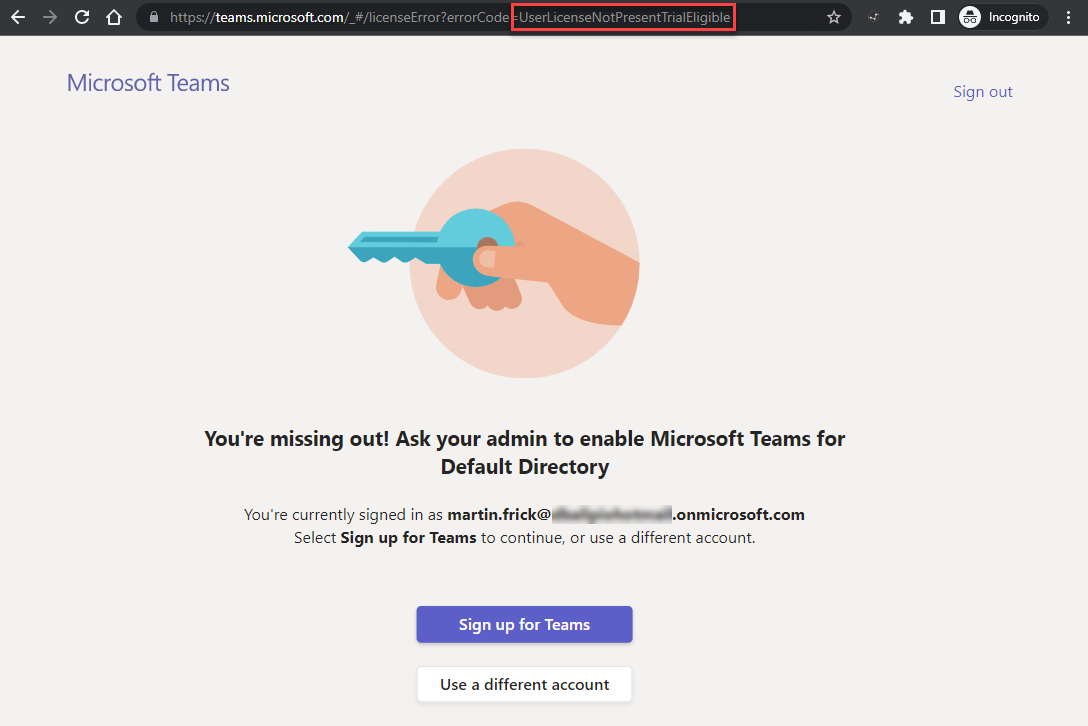 https://teams.microsoft.com/_#/licenseError?errorCode=UserLicenseNotPresentTrialEligible
Incognito
Microsoft Teams
Sign out
You're missing out! Ask your admin to enable Microsoft Teams for
Default Directory
You're currently signed in as martin.frick@ .onmicrosoft.com
Select Sign up for Teams to continue, or use a different account.
Sign up for Teams
Use a different account